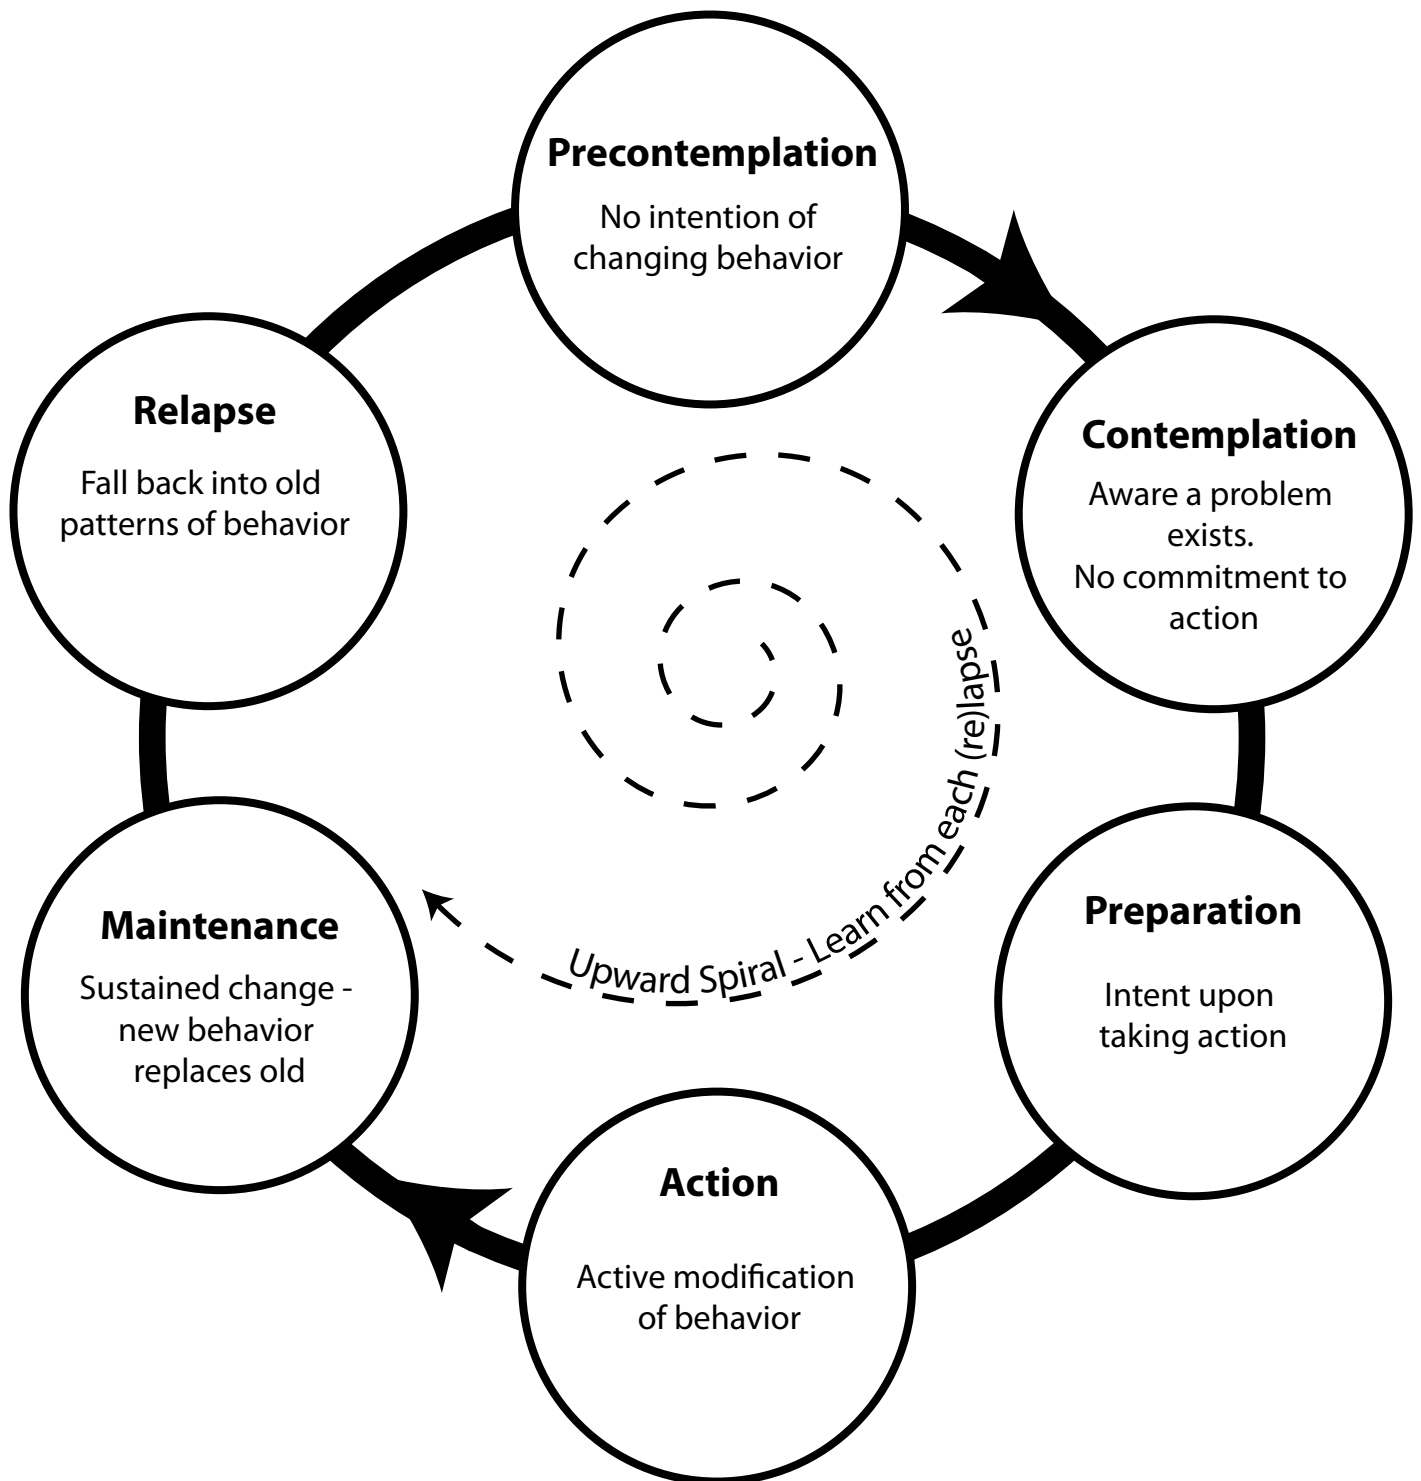 Precontemplation
No intention of
changing behavior
Contemplation
Aware a problem
exists.
No commitment to
action
Preparation
Intent upon
taking action
Action
Active modification
of behavior
Maintenance
Sustained change -
new behavior
replaces old
Relapse
Fall back into old
patterns of behavior
Upward Spiral - Learn from each (re)lapse